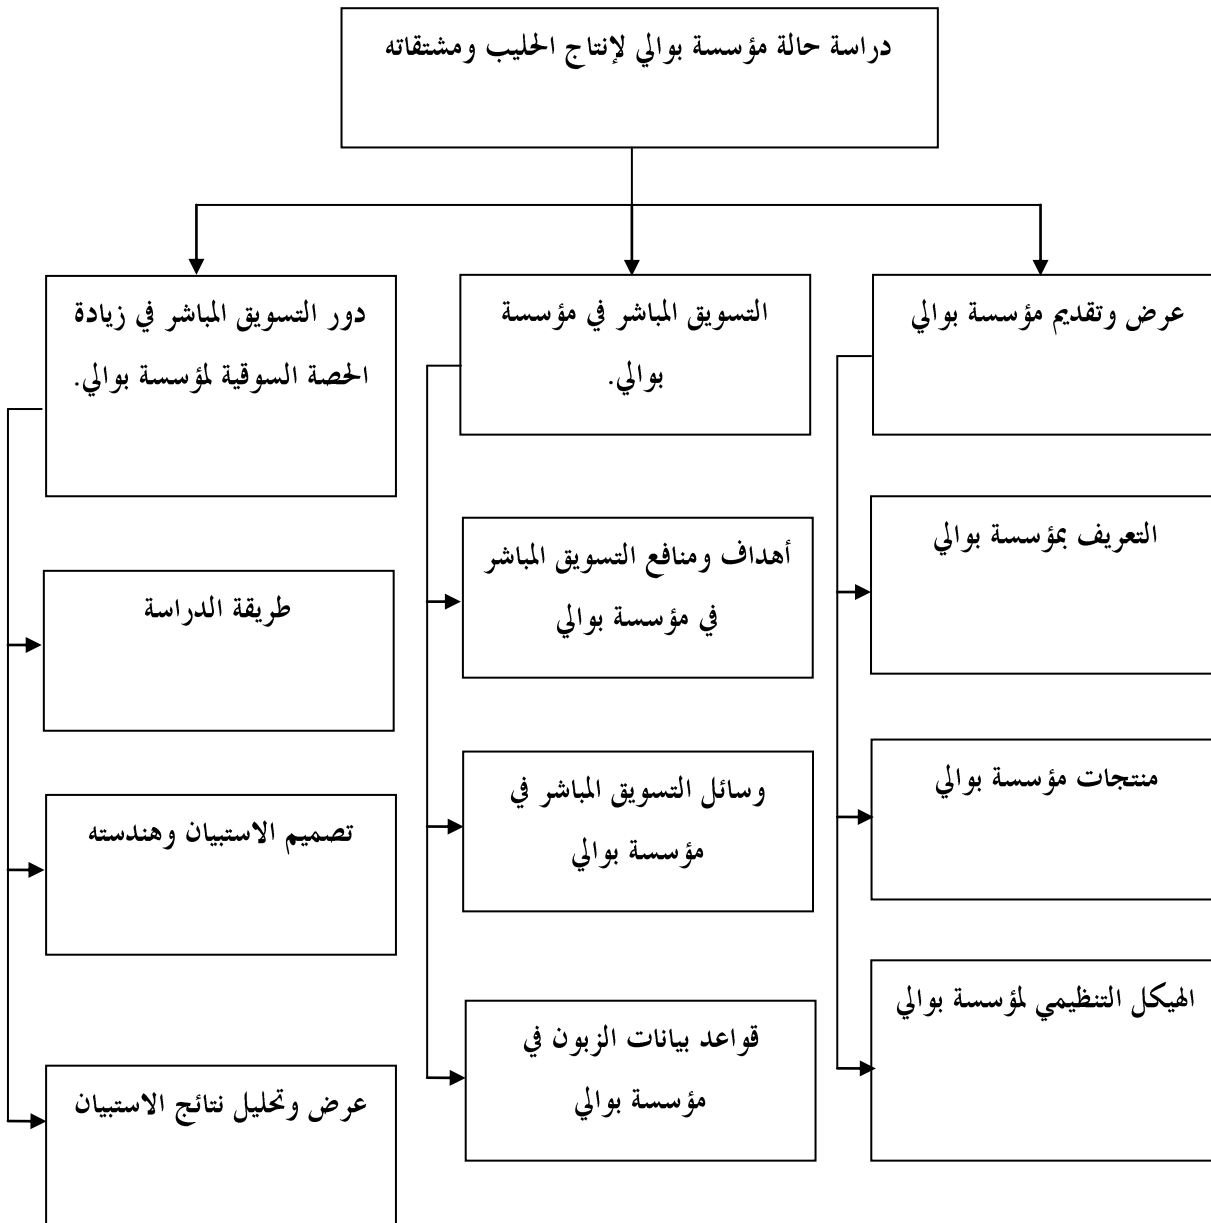 دراسة حالة مؤسسة بوالي لإنتاج الحليب ومشتقاته
عرض وتقديم مؤسسة بوالي
التعريف بمؤسسة بوالي
منتجات مؤسسة بوالي
الهيكل التنظيمي لمؤسسة بوالي
التسويق المباشر في مؤسسة
بوالي.
أهداف ومنافع التسويق المباشر
في مؤسسة بوالي
وسائل التسويق المباشر في
مؤسسة بوالي
قواعد بيانات الزبون في
مؤسسة بوالي
دور التسويق المباشر في زيادة
الحصة السوقية لمؤسسة بوالي.
طريقة الدراسة
تصميم الاستبيان وهندسته
عرض وتحليل نتائج الاستبيان